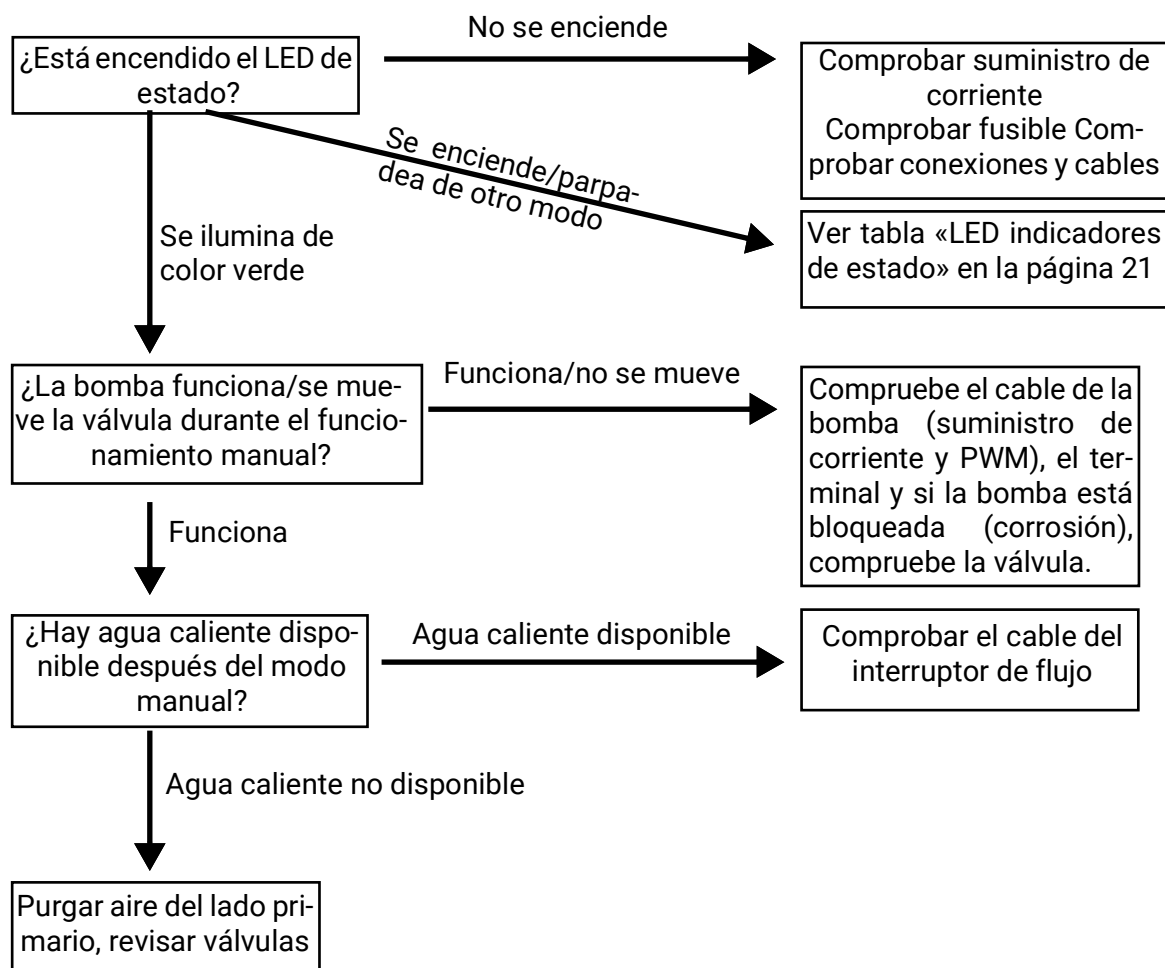 No se enciende
¿Está encendido el LED de
estado?
Comprobar suministro de
corriente
Comprobar fusible Com-
probar conexiones y cables
Se enciende/parpa-
dea de otro modo
Ver tabla «LED indicadores
de estado» en la página 21
Se ilumina de
color verde
¿La bomba funciona/se mue-
ve la válvula durante el funcio-
namiento manual?
Funciona/no se mueve
Compruebe el cable de la
bomba (suministro de
corriente y PWM), el ter-
minal y si la bomba está
bloqueada (corrosión),
compruebe la válvula.
Funciona
¿Hay agua caliente dispo-
nible después del modo
manual?
Agua caliente disponible
Comprobar el cable del
interruptor de flujo
Agua caliente no disponible
Purgar aire del lado pri-
mario, revisar válvulas